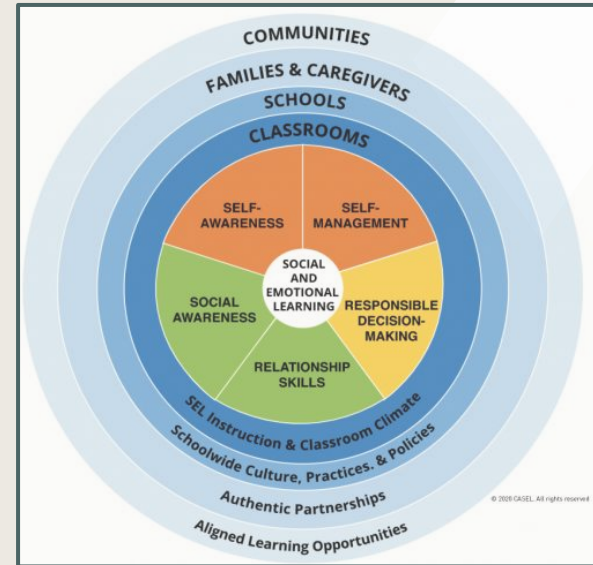 COMMUNITIES
FAMILIES & CAREGIVERS
SCHOOLS
CLASSROOMS
SELF-
AWARENESS
SELF-
MANAGEMENT
SOCIAL
AND
EMOTIONAL
LEARNING
SOCIAL
AWARENESS
RESPONSIBLE
DECISION-
MAKING
RELATIONSHIP
SKILLS
SEL Instruction & Classroom Climate
Schoolwide Culture, Practices. & Policies
Authentic Partnerships
Aligned Learning Opportunities
© 2020 CASEL. All rights reserved